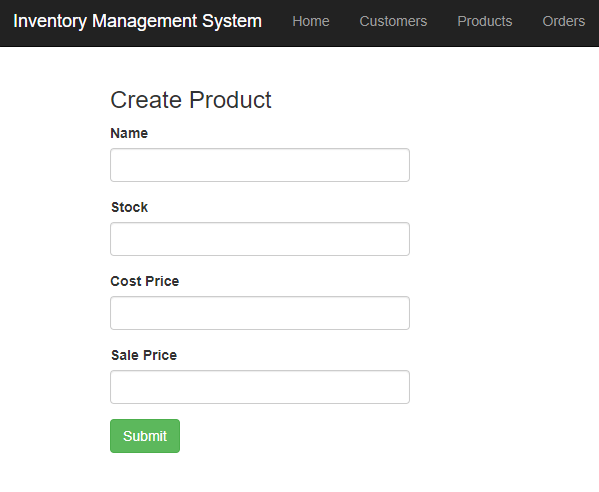 Inventory Management System Home Customers Products Orders
Create Product
Name
Stock
Cost Price
Sale Price
Submit